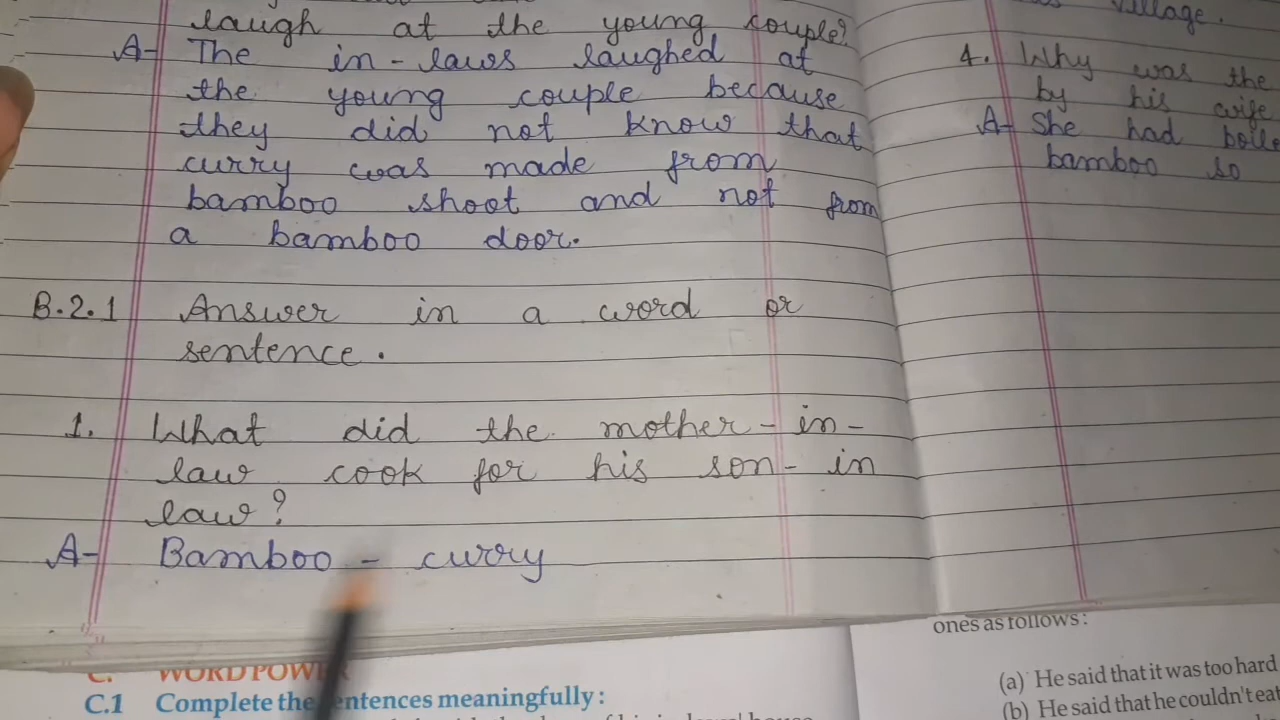 laugh at the young couple?
A- The in-laws laughed at
the young couple because
they did not know that
curry was made from
bamboo shoot and not from
a bamboo door.
B.2.1 Answer in a word or
sentence.
1. What did the mother-in-
law cook for his son-in
law?
A- Bamboo - curry
village.
4. Why was the
by his wife
A- She had
bamboo so
C. WORD POWER
C.1 Complete the sentences meaningfully:
ones as follows:
(a) He said that it was too hard
(b) He said that he couldn't eat